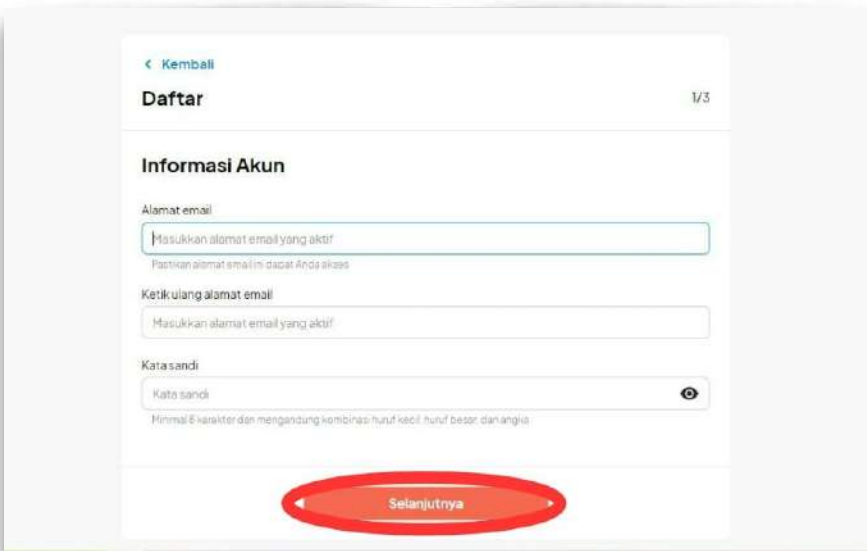 Kembali
Daftar
1/3
Informasi Akun
Alamat email
Masukkan alamat email yang aktif
Pastikan alamat email ini dapat Anda akses
Ketik ulang alamat email
Masukkan alamat email yang aktif
Kata sandi
Kata sandi
Minimal 8 karakter dan mengandung kombinasi huruf kecil, huruf besar, dan angka
Selanjutnya